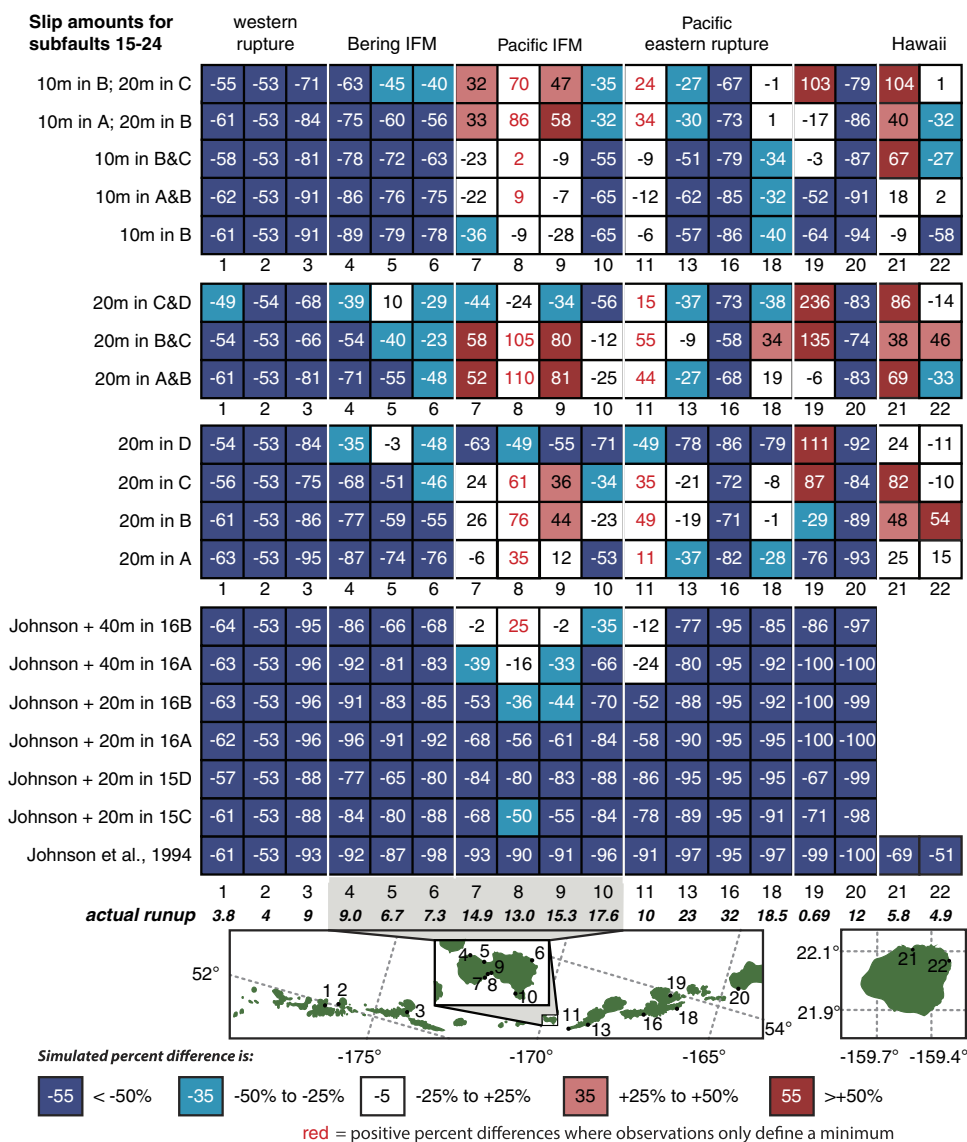 Slip amounts for subfaults 15-24
western rupture
Bering IFM
Pacific IFM
Pacific eastern rupture
Hawaii
10m in B; 20m in C -55 -53 -71 -63 -45 -40 32 70 47 -35 24 -27 -67 -1 103 -79 104 1
10m in A; 20m in B -61 -53 -84 -75 -60 -56 33 86 58 -32 34 -30 -73 1 -17 -86 40 -32
10m in B&C -58 -53 -81 -78 -72 -63 -23 2 -9 -55 -9 -51 -79 -34 -3 -87 67 -27
10m in A&B -62 -53 -91 -86 -76 -75 -22 9 -7 -65 -12 -62 -85 -32 -52 -91 18 2
10m in B -61 -53 -91 -89 -79 -78 -36 -9 -28 -65 -6 -57 -86 -40 -64 -94 -9 -58
1 2 3 4 5 6 7 8 9 10 11 13 16 18 19 20 21 22
20m in C&D -49 -54 -68 -39 10 -29 -44 -24 -34 -56 15 -37 -73 -38 236 -83 86 -14
20m in B&C -54 -53 -66 -54 -40 -23 58 105 80 -12 55 -9 -58 34 135 -74 38 46
20m in A&B -61 -53 -81 -71 -55 -48 52 110 81 -25 44 -27 -68 19 -6 -83 69 -33
1 2 3 4 5 6 7 8 9 10 11 13 16 18 19 20 21 22
20m in D -54 -53 -84 -35 -3 -48 -63 -49 -55 -71 -49 -78 -86 -79 111 -92 24 -11
20m in C -56 -53 -75 -68 -51 -46 24 61 36 -34 35 -21 -72 -8 87 -84 82 -10
20m in B -61 -53 -86 -77 -59 -55 26 76 44 -23 49 -19 -71 -1 -29 -89 48 54
20m in A -63 -53 -95 -87 -74 -76 -6 35 12 -53 11 -37 -82 -28 -76 -93 25 15
1 2 3 4 5 6 7 8 9 10 11 13 16 18 19 20 21 22
Johnson + 40m in 16B -64 -53 -95 -86 -66 -68 -2 25 -2 -35 -12 -77 -95 -85 -86 -97
Johnson + 40m in 16A -63 -53 -96 -92 -81 -83 -39 -16 -33 -66 -24 -80 -95 -92 -100 -100
Johnson + 20m in 16B -63 -53 -96 -91 -83 -85 -53 -36 -44 -70 -52 -88 -95 -92 -100 -99
Johnson + 20m in 16A -62 -53 -96 -96 -91 -92 -68 -56 -61 -84 -58 -90 -95 -95 -100 -100
Johnson + 20m in 15D -57 -53 -88 -77 -65 -80 -84 -80 -83 -88 -86 -95 -95 -95 -67 -99
Johnson + 20m in 15C -61 -53 -88 -84 -80 -88 -68 -50 -55 -84 -78 -89 -95 -91 -71 -98
Johnson et al., 1994 -61 -53 -93 -92 -87 -98 -93 -90 -91 -96 -91 -97 -95 -95 -99 -100 -69 -51
1 2 3 4 5 6 7 8 9 10 11 13 16 18 19 20 21 22
actual runup 3.8 4 9 9.0 6.7 7.3 14.9 13.0 15.3 17.6 10 23 32 18.5 0.69 12 5.8 4.9
4 5 6 9 7 8 10
52° 1 2 3 11 13 16 18 19 20 54°
22.1° 21 22 21.9°
-175° -170° -165° -159.7° -159.4°
Simulated percent difference is:
-55 < -50% -35 -50% to -25% -5 -25% to +25% 35 +25% to +50% 55 >+50%
red = positive percent differences where observations only define a minimum